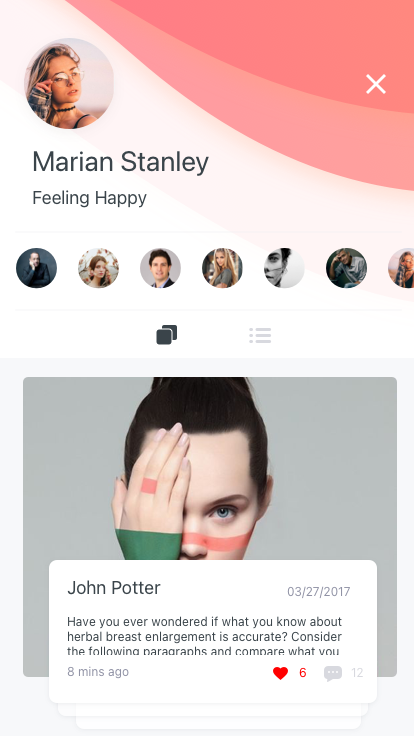 Marian Stanley
Feeling Happy
John Potter
03/27/2017
Have you ever wondered if what you know about
herbal breast enlargement is accurate? Consider
the following paragraphs and compare what you
8 mins ago
6
12